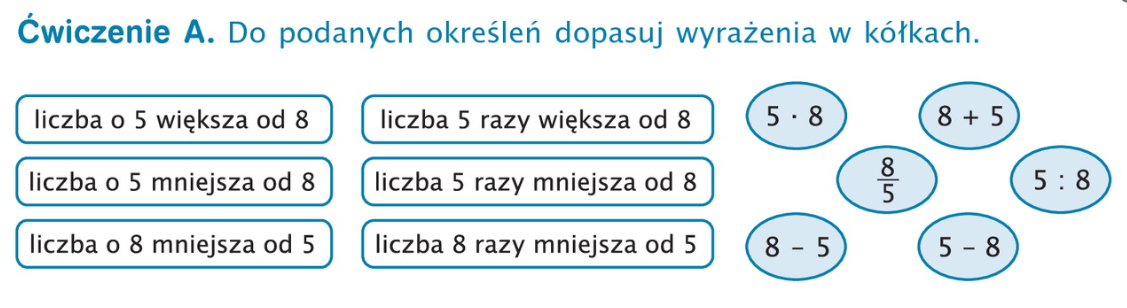 Ćwiczenie A. Do podanych określeń dopasuj wyrażenia w kółkach.
liczba o 5 większa od 8
liczba 5 razy większa od 8
5 · 8
8 + 5
liczba o 5 mniejsza od 8
liczba 5 razy mniejsza od 8
8/5
5 : 8
liczba o 8 mniejsza od 5
liczba 8 razy mniejsza od 5
8 – 5
5 – 8